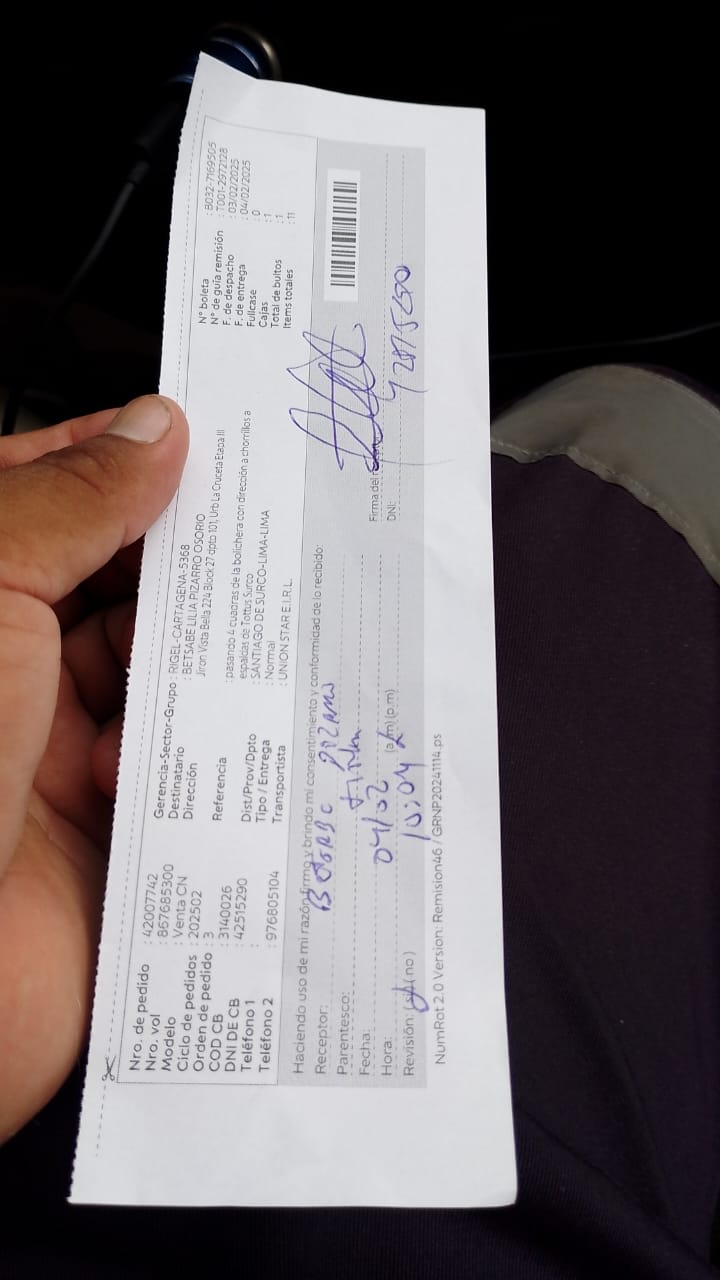 Nro. de pedido : 42007742
Nro. vol : 867685300
Modelo : Venta CN
Ciclo de pedidos : 202502
Orden de pedido : 3
COD CB : 3140026
DNI DE CB : 42515290
Teléfono 1 :
Teléfono 2 : 976805104
Gerencia-Sector-Grupo : RIGEL-CARTAGENA-5368
Destinatario : BETSABE LILIA PIZARRO OSORIO
Dirección Jiron Vista Bella 224 Block 27 dpto 101, Urb La Cruceta Etapa III
Referencia : pasando 4 cuadras de la bolichera con dirección a chorrillos a
espaldas de Tottus Surco
Dist/Prov/Dpto : SANTIAGO DE SURCO-LIMA-LIMA
Tipo / Entrega : Normal
Transportista : UNION STAR E.I.R.L.
N° boleta : B032-7169505
N° de guía remisión : T001-2972128
F. de despacho : 03/02/2025
F. de entrega : 04/02/2025
Fullcase : 0
Cajas : 1
Total de bultos : 1
Items totales : 11
Haciendo uso de mi razón firmo y brindo mi consentimiento y conformidad de lo recibido:
Receptor:
Parentesco:
Fecha: 04/02
Hora: 10:04 (a.m) (p.m)
Revisión: (si) (no)
Firma del
DNI:
NumRot 2.0 Version: Remision46 / GRNP20241114.ps